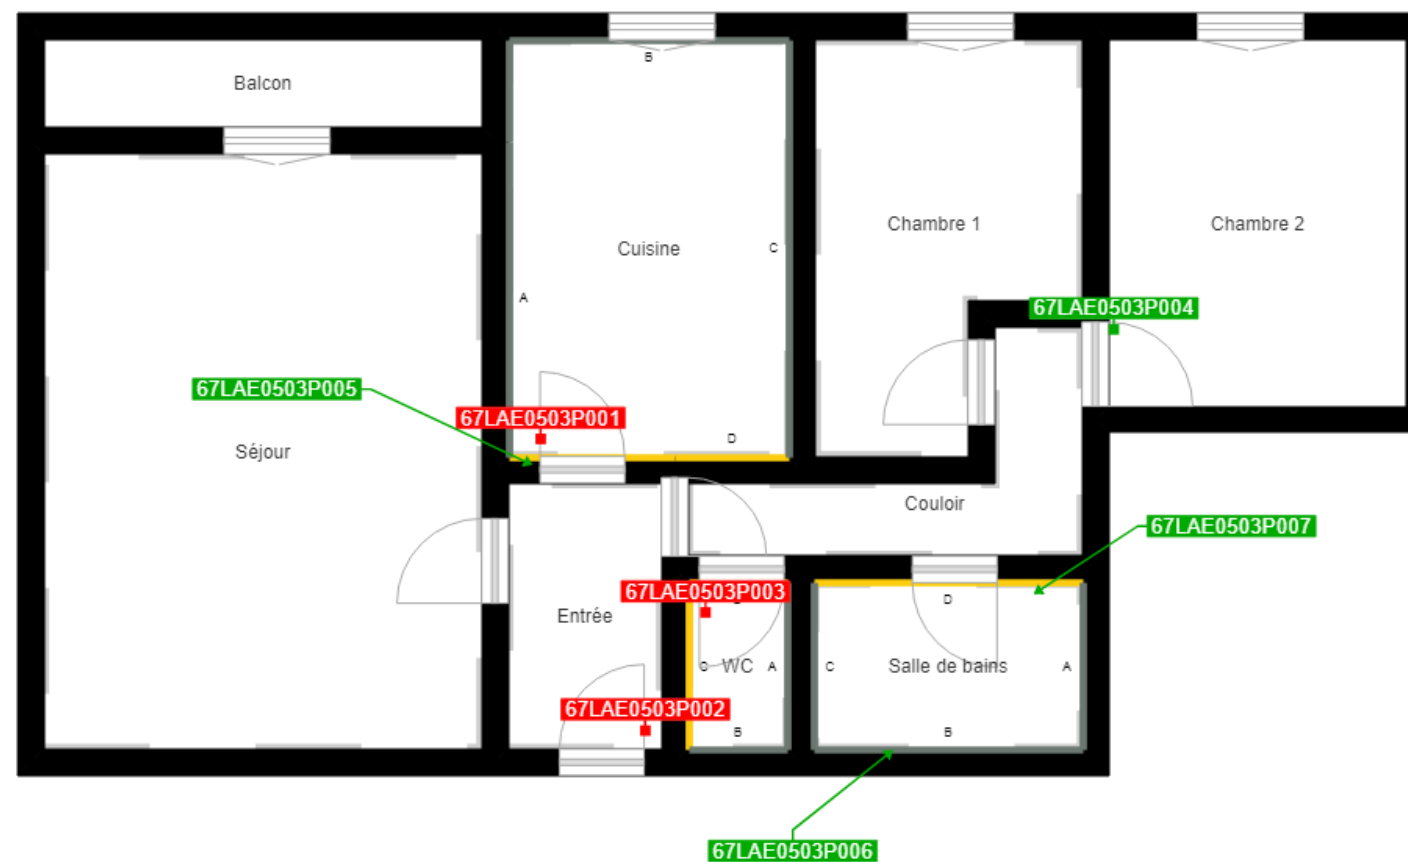 B
Balcon
Cuisine
C
A
Chambre 1
Chambre 2
67LAE0503P004
67LAE0503P005
67LAE0503P001
D
Séjour
Couloir
67LAE0503P007
67LAE0503P003
D
Entrée
C
WC
A
C
Salle de bains
A
67LAE0503P002
B
B
67LAE0503P006